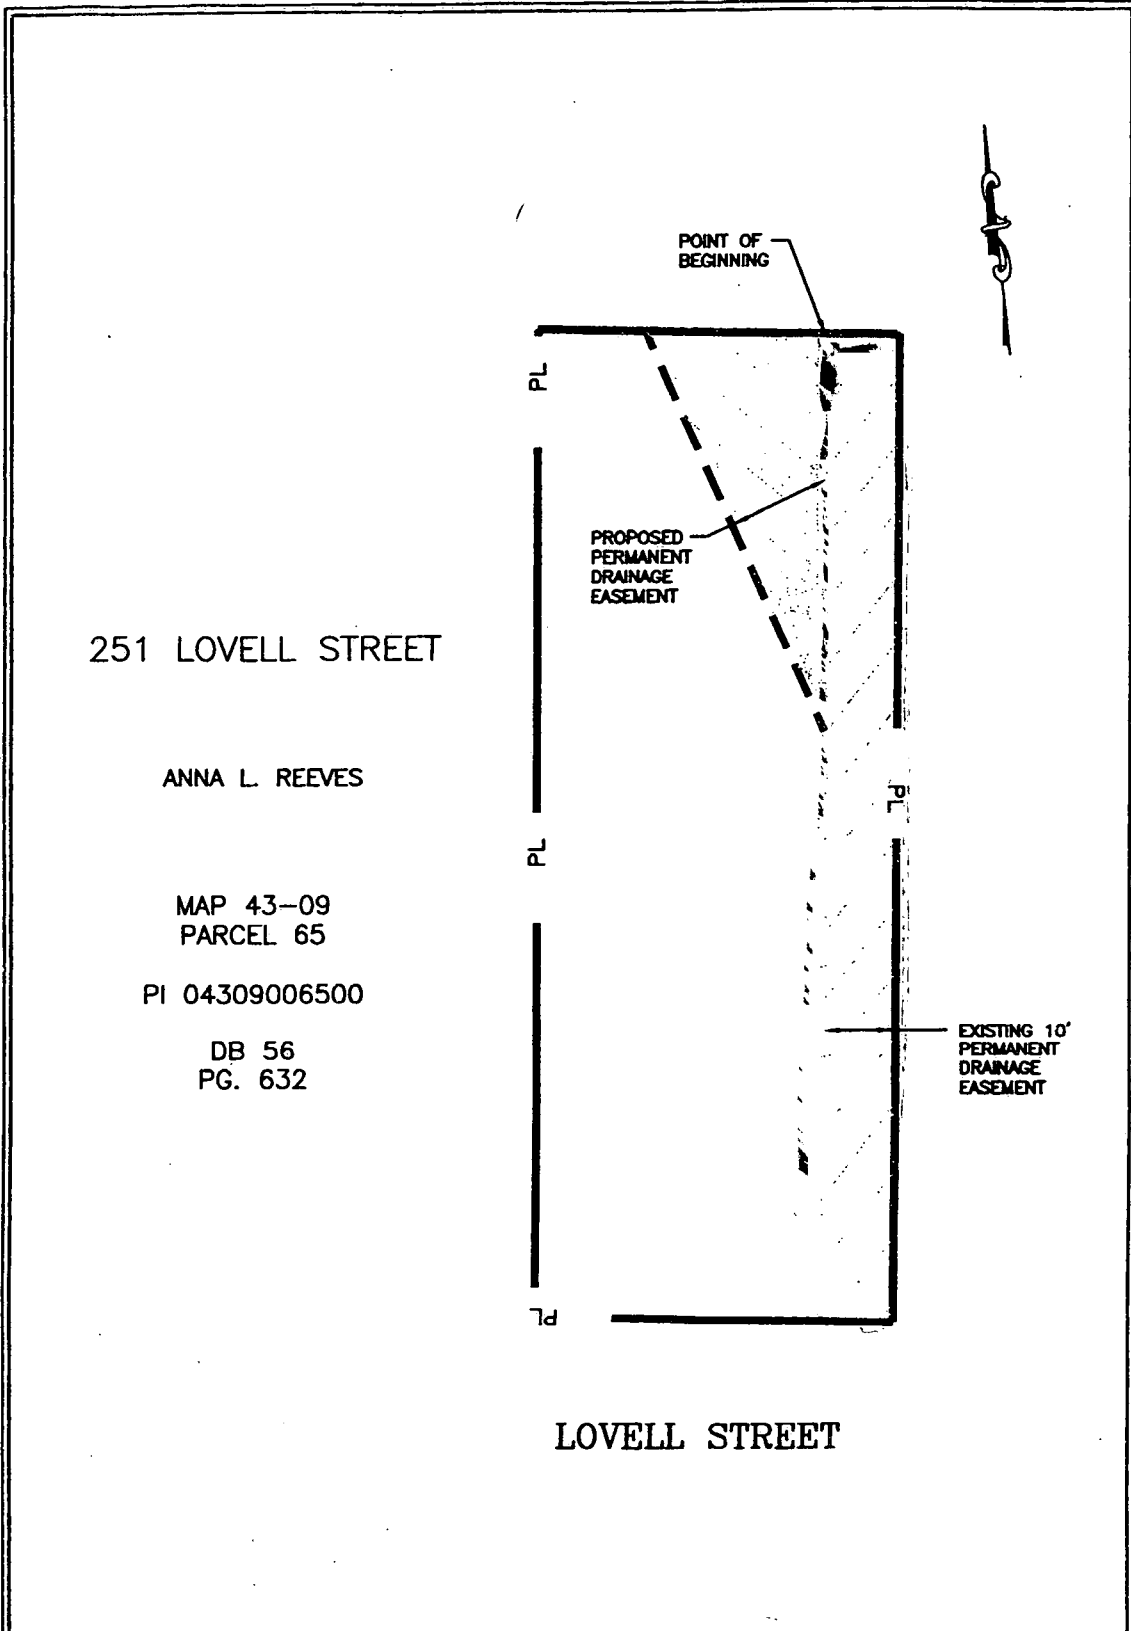 POINT OF
BEGINNING
PL
PROPOSED
PERMANENT
DRAINAGE
EASEMENT
251 LOVELL STREET
ANNA L. REEVES
PL
PL
MAP 43-09
PARCEL 65
PI 04309006500
DB 56
PG. 632
EXISTING 10'
PERMANENT
DRAINAGE
EASEMENT
PL
LOVELL STREET